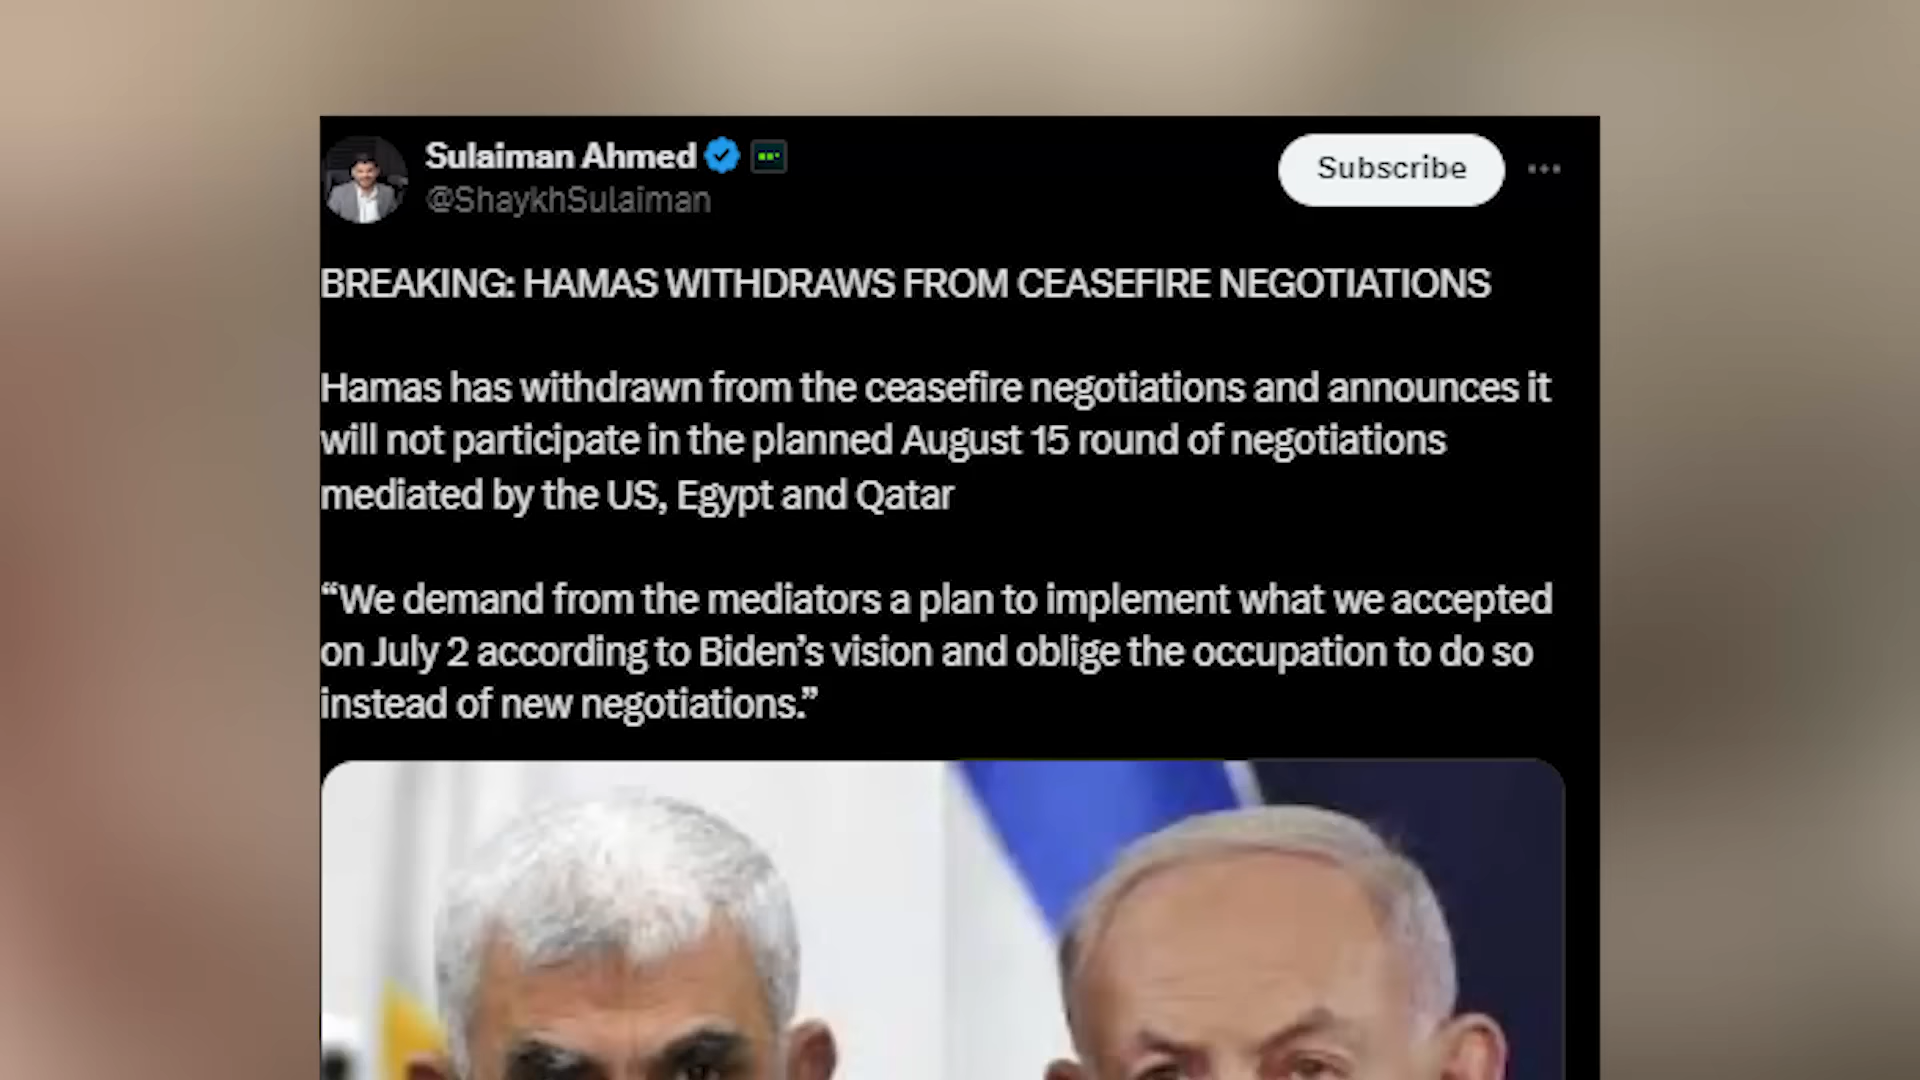 Sulaiman Ahmed
@ShaykhSulaiman
Subscribe
BREAKING: HAMAS WITHDRAWS FROM CEASEFIRE NEGOTIATIONS
Hamas has withdrawn from the ceasefire negotiations and announces it
will not participate in the planned August 15 round of negotiations
mediated by the US, Egypt and Qatar
“We demand from the mediators a plan to implement what we accepted
on July 2 according to Biden’s vision and oblige the occupation to do so
instead of new negotiations.”